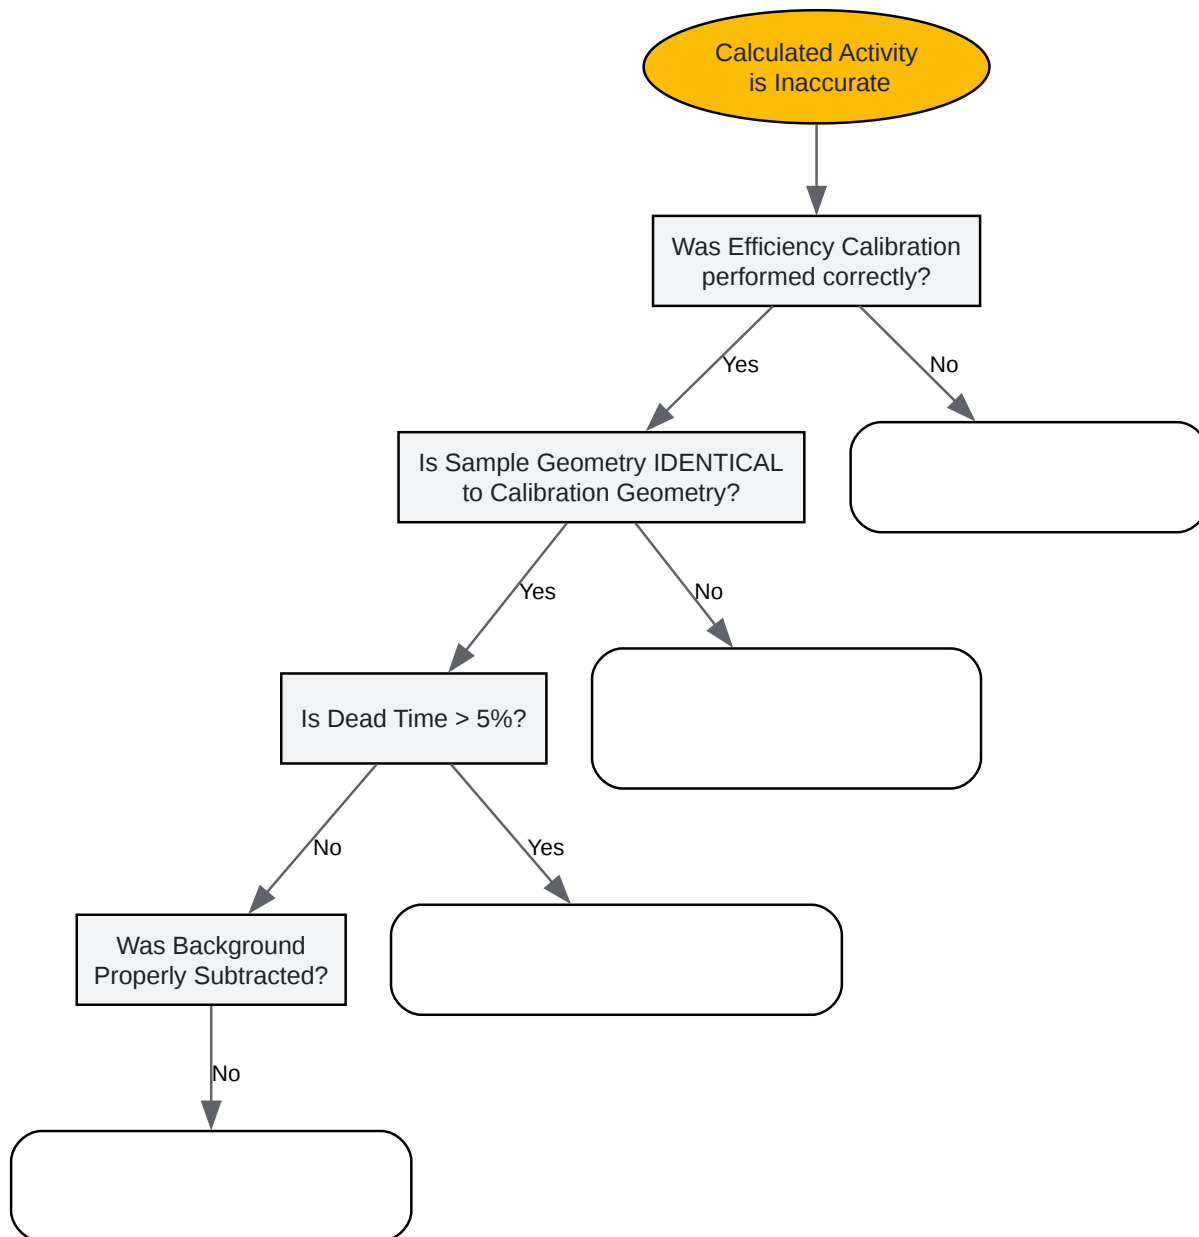 Calculated Activity
is Inaccurate
Was Efficiency Calibration
performed correctly?
Yes
No
Is Sample Geometry IDENTICAL
to Calibration Geometry?
Yes
No
Is Dead Time > 5%?
No
Yes
Was Background
Properly Subtracted?
No